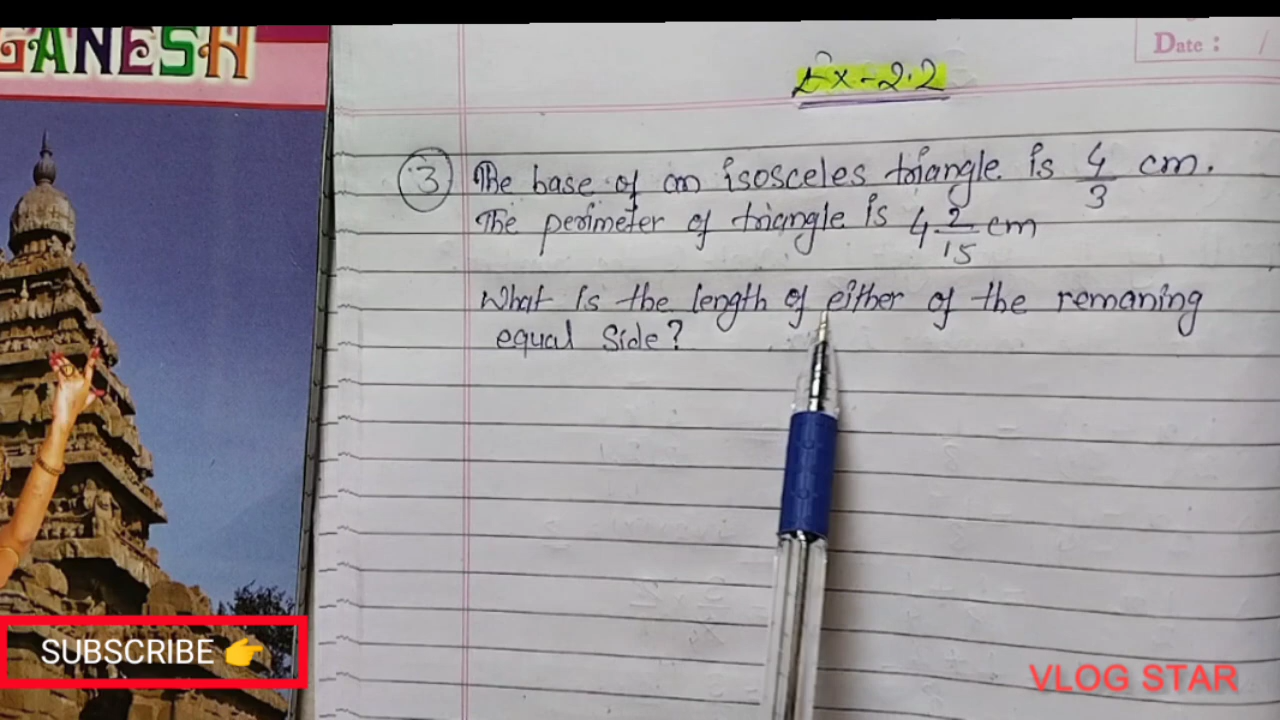 GANESH
Date : /
Ex - 2.2
3 The base of an isosceles triangle is 4/3 cm.
The perimeter of triangle is 4 2/15 cm
What is the length of either of the remaning
equal side?
SUBSCRIBE 👉
VLOG STAR